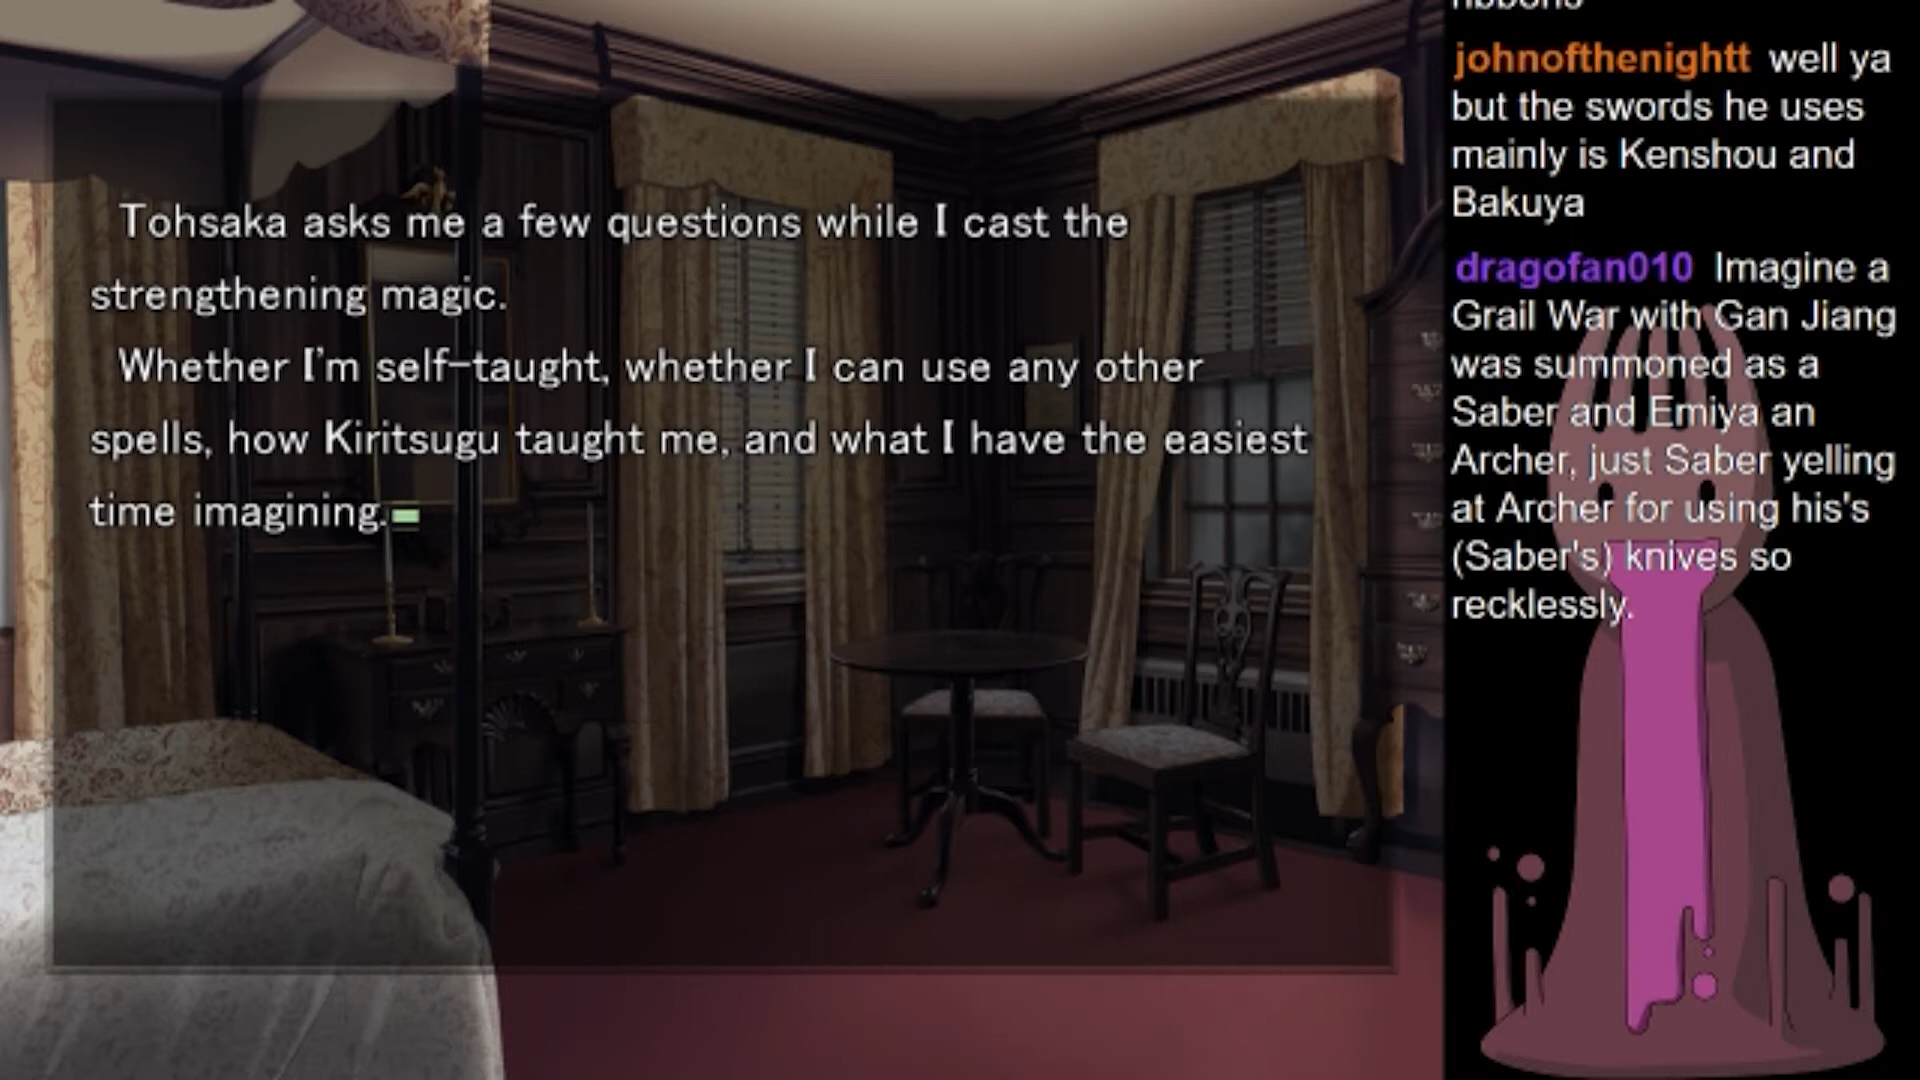 Tohsaka asks me a few questions while I cast the
strengthening magic.
Whether I'm self-taught, whether I can use any other
spells, how Kiritsugu taught me, and what I have the easiest
time imagining.
ribbons
johnofthenightt well ya
but the swords he uses
mainly is Kenshou and
Bakuya
dragofan010 Imagine a
Grail War with Gan Jiang
was summoned as a
Saber and Emiya an
Archer, just Saber yelling
at Archer for using his's
(Saber's) knives so
recklessly.